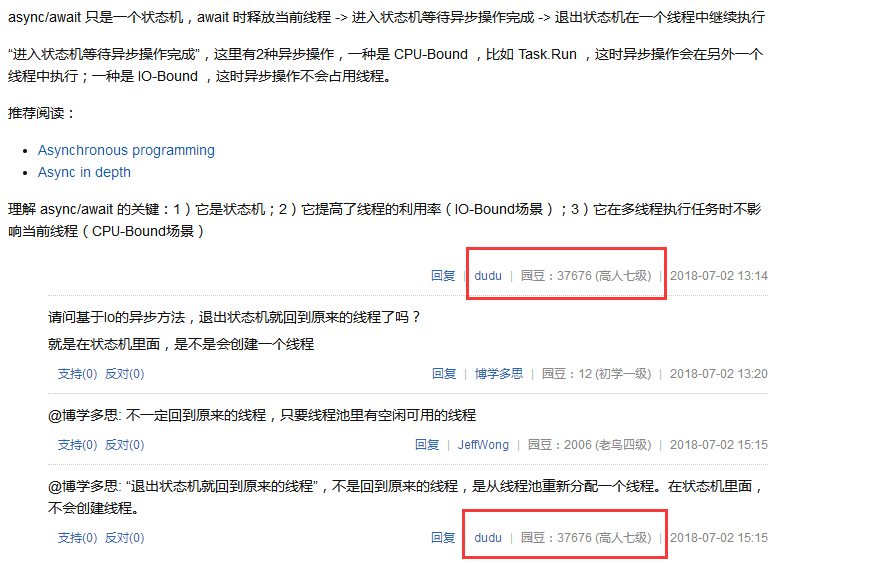 async/await 只是一个状态机，await 时释放当前线程 -> 进入状态机等待异步操作完成 -> 退出状态机在一个线程中继续执行
“进入状态机等待异步操作完成”，这里有2种异步操作，一种是 CPU-Bound ，比如 Task.Run ，这时异步操作会在另外一个
线程中执行；一种是 IO-Bound ，这时异步操作不会占用线程。
推荐阅读：
• Asynchronous programming
• Async in depth
理解 async/await 的关键：1）它是状态机；2）它提高了线程的利用率（IO-Bound场景）；3）它在多线程执行任务时不影
响当前线程（CPU-Bound场景）
回复 | dudu | 园豆：37676 (高人七级) | 2018-07-02 13:14
请问基于Io的异步方法，退出状态机就回到原来的线程了吗？
就是在状态机里面，是不是会创建一个线程
支持(0) 反对(0) 回复 | 博学多思 | 园豆：12 (初学一级) | 2018-07-02 13:20
@博学多思: 不一定回到原来的线程，只要线程池里有空闲可用的线程
支持(0) 反对(0) 回复 | JeffWong | 园豆：2006 (老鸟四级) | 2018-07-02 15:15
@博学多思: “退出状态机就回到原来的线程”，不是回到原来的线程，是从线程池重新分配一个线程。在状态机里面，
不会创建线程。
支持(0) 反对(0) 回复 | dudu | 园豆：37676 (高人七级) | 2018-07-02 15:15